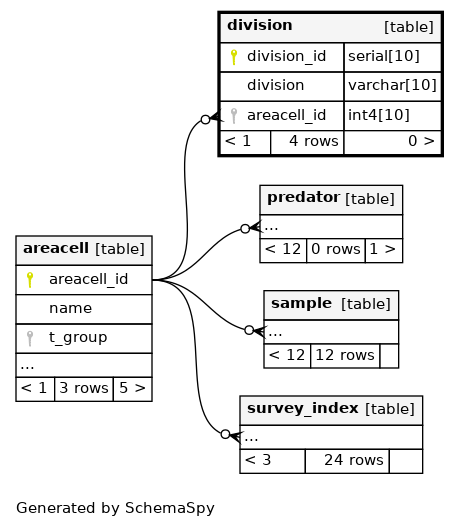 division [table]
division_id serial[10]
division varchar[10]
areacell_id int4[10]
< 1 4 rows 0 >
predator [table]
...
< 12 0 rows 1 >
areacell [table]
areacell_id
name
t_group
...
< 1 3 rows 5 >
sample [table]
...
< 12 12 rows
survey_index [table]
...
< 3 24 rows
Generated by SchemaSpy